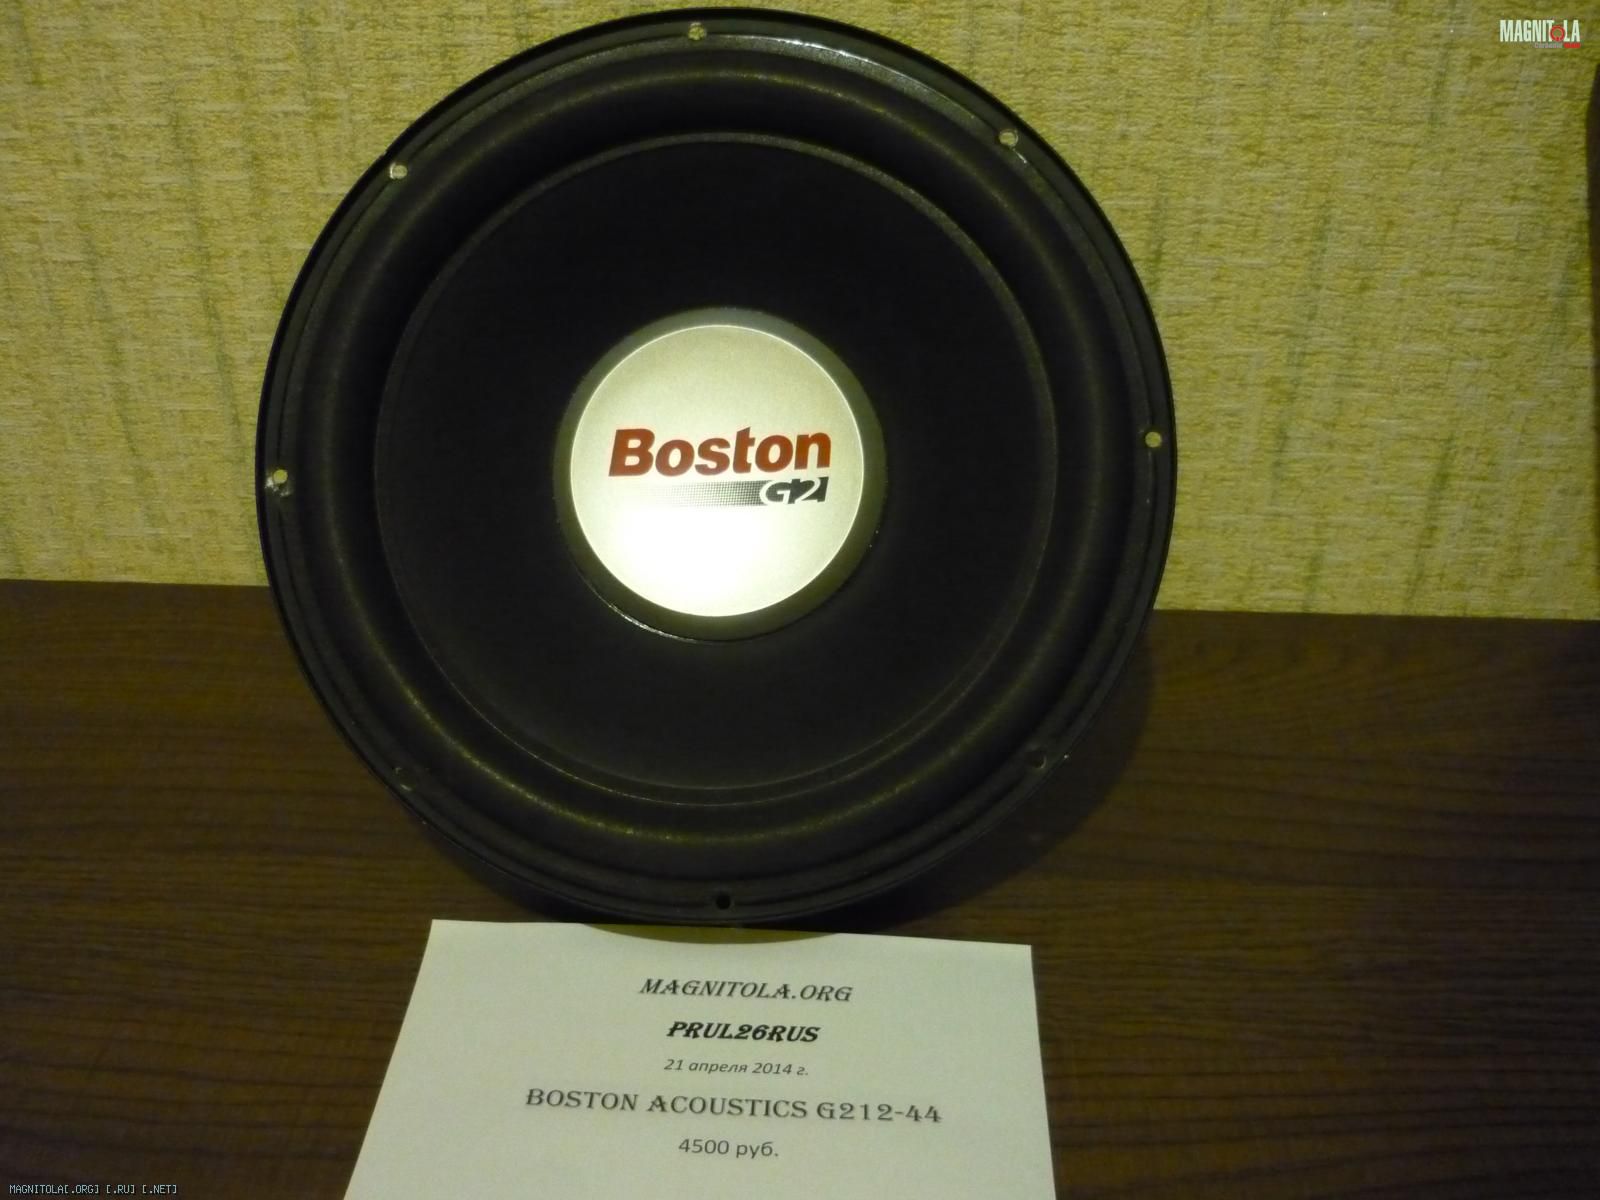 MAGNITOLA
Boston
G2
MAGNITOLA.ORG
PRUL26RUS
21 апреля 2014 г.
BOSTON ACOUSTICS G212-44
4500 руб.
MAGNITOLA[.ORG] [.RU] [.NET]